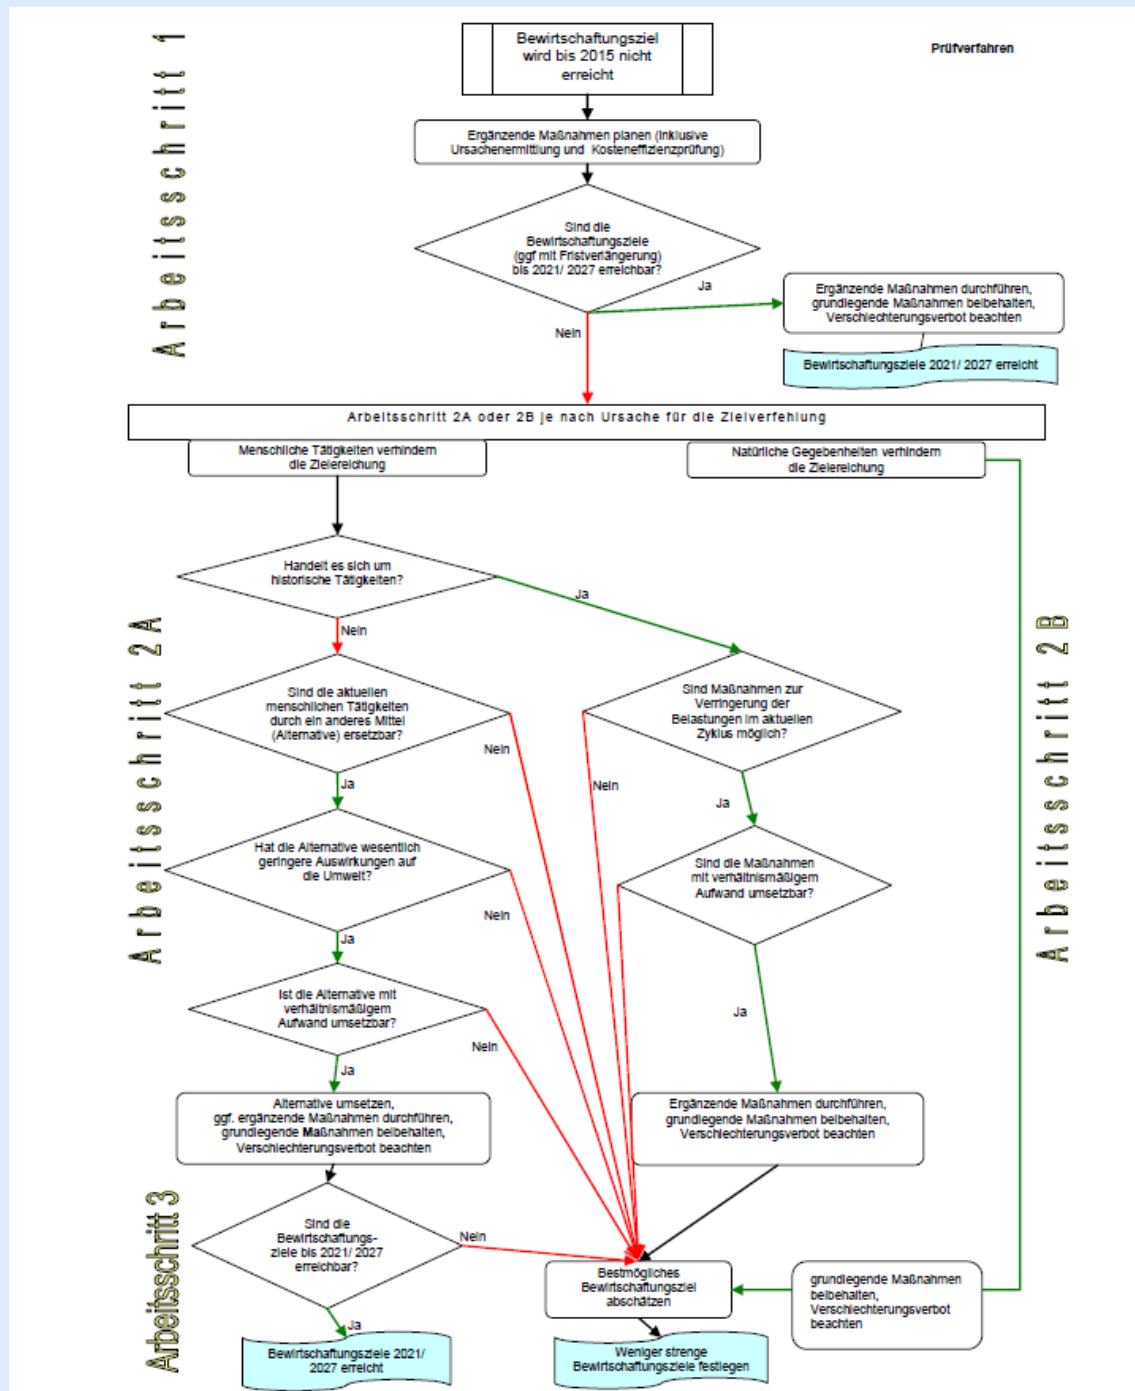 Arbeitsschritt 1
Prüfverfahren
Bewirtschaftungsziel
wird bis 2015 nicht
erreicht
Ergänzende Maßnahmen planen (Inklusive
Ursachenermittlung und Kosteneffizienzprüfung)
Sind die
Bewirtschaftungsziele
(ggf mit Fristverlängerung)
bis 2021/ 2027 erreichbar?
Ja
Nein
Ergänzende Maßnahmen durchführen,
grundlegende Maßnahmen beibehalten,
Verschlechterungsverbot beachten
Bewirtschaftungsziele 2021/ 2027 erreicht
Arbeitsschritt 2A oder 2B je nach Ursache für die Zielverfehlung
Menschliche Tätigkeiten verhindern
die Zielereichung
Natürliche Gegebenheiten verhindern
die Zielereichung
Arbeitsschritt 2A
Arbeitsschritt 2B
Handelt es sich um
historische Tätigkeiten?
Ja
Nein
Sind die aktuellen
menschlichen Tätigkeiten
durch ein anderes Mittel
(Alternative) ersetzbar?
Nein
Ja
Sind Maßnahmen zur
Verringerung der
Belastungen im aktuellen
Zyklus möglich?
Nein
Ja
Hat die Alternative wesentlich
geringere Auswirkungen auf
die Umwelt?
Nein
Ja
Sind die Maßnahmen
mit verhältnismäßigem
Aufwand umsetzbar?
Ja
Ist die Alternative mit
verhältnismäßigem
Aufwand umsetzbar?
Nein
Ja
Alternative umsetzen,
ggf. ergänzende Maßnahmen durchführen,
grundlegende Maßnahmen beibehalten,
Verschlechterungsverbot beachten
Ergänzende Maßnahmen durchführen,
grundlegende Maßnahmen beibehalten,
Verschlechterungsverbot beachten
Arbeitsschritt 3
Sind die
Bewirtschaftungs-
ziele bis 2021/ 2027
erreichbar?
Nein
Ja
Bestmögliches
Bewirtschaftungsziel
abschätzen
grundlegende Maßnahmen
beibehalten,
Verschlechterungsverbot
beachten
Bewirtschaftungsziele 2021/
2027 erreicht
Weniger strenge
Bewirtschaftungsziele festlegen